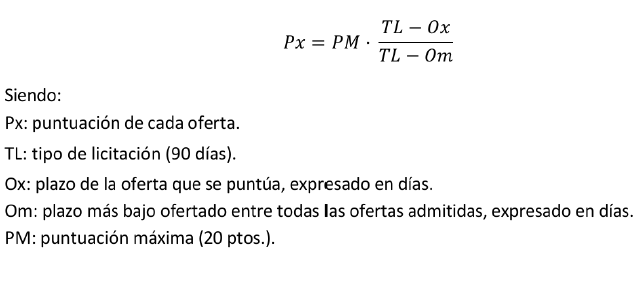 Px = PM · TL − Ox / TL − Om
Siendo:
Px: puntuación de cada oferta.
TL: tipo de licitación (90 días).
Ox: plazo de la oferta que se puntúa, expresado en días.
Om: plazo más bajo ofertado entre todas las ofertas admitidas, expresado en días.
PM: puntuación máxima (20 ptos.).